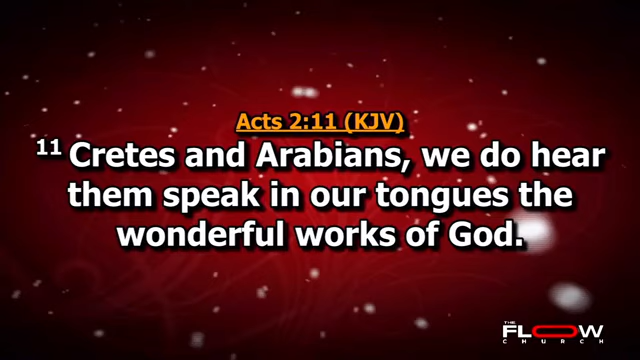 Acts 2:11 (KJV)
11 Cretes and Arabians, we do hear
them speak in our tongues the
wonderful works of God.
THE
FLOW
CHURCH